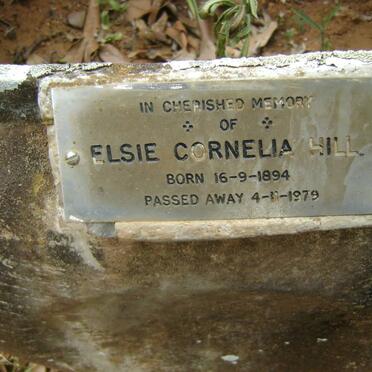 IN CHERISHED MEMORY
OF
ELSIE CORNELIA HILL
BORN 16-9-1894
PASSED AWAY 4-11-1979